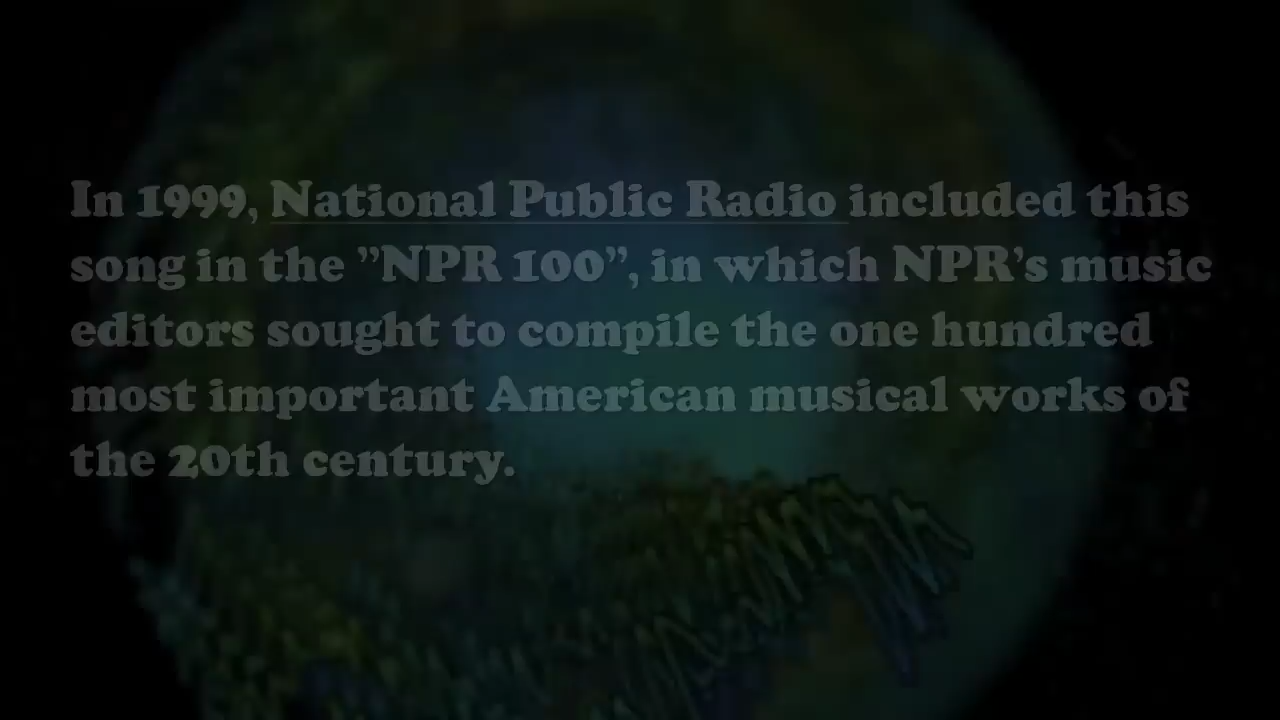 In 1999, National Public Radio included this
song in the ”NPR 100”, in which NPR’s music
editors sought to compile the one hundred
most important American musical works of
the 20th century.